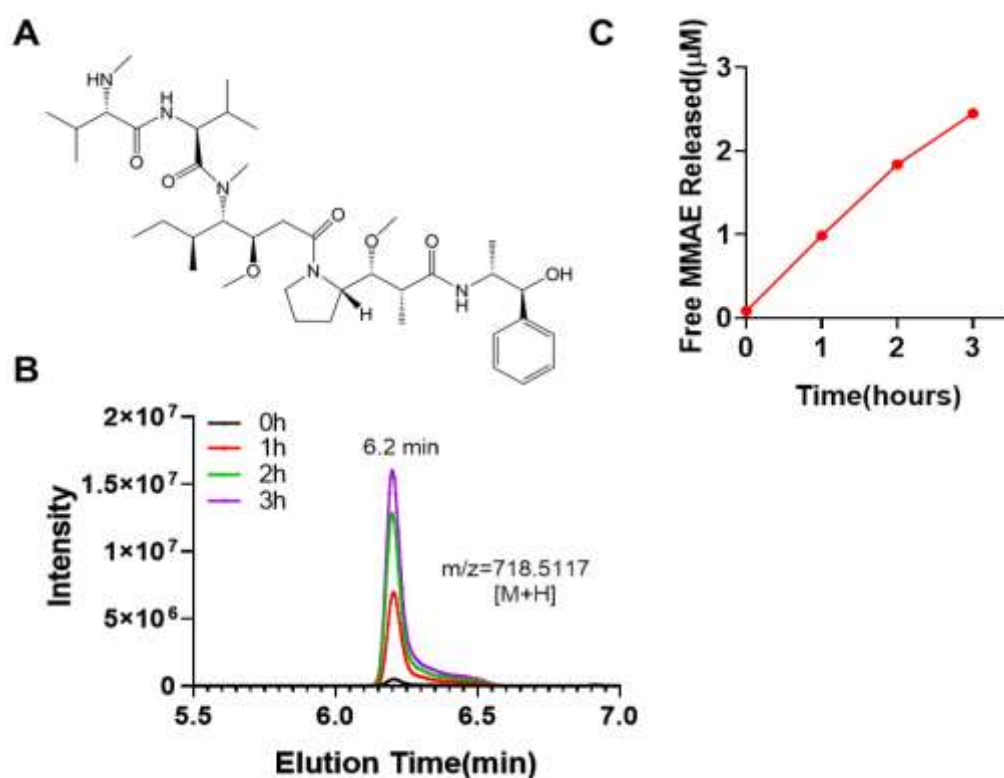 A
HN
H
N
O
O
N
O
O
O
N
H
O
N
H
OH
B
2×10⁷
1.5×10⁷
1×10⁷
5×10⁶
0
Intensity
0h
1h
2h
3h
6.2 min
m/z=718.5117
[M+H]
5.5
6.0
6.5
7.0
Elution Time(min)
C
Free MMAE Released(μM)
3
2
1
0
0
1
2
3
Time(hours)